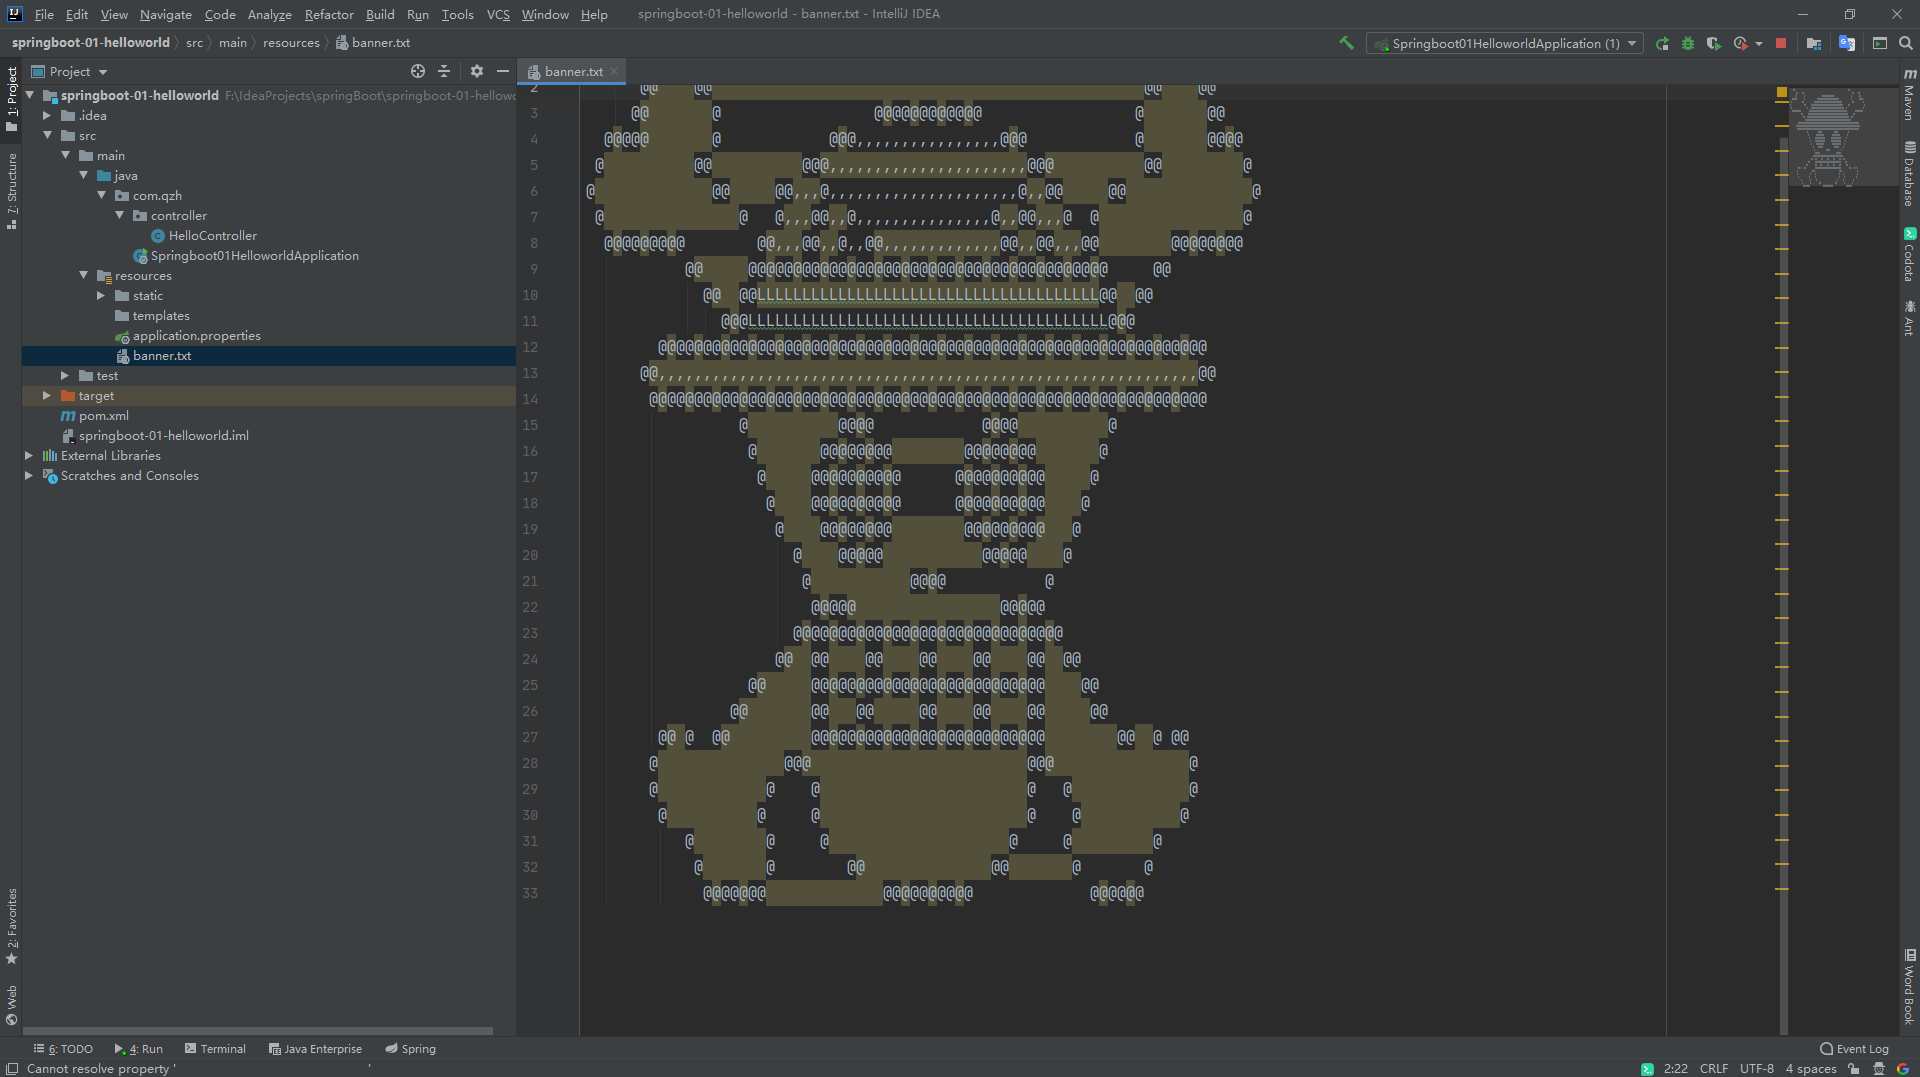 File Edit View Navigate Code Analyze Refactor Build Run Tools VCS Window Help springboot-01-helloworld - banner.txt - IntelliJ IDEA
springboot-01-helloworld src main resources banner.txt
Springboot01HelloworldApplication (1)
1: Project
7: Structure
2: Favorites
Web
Project
springboot-01-helloworld F:\IdeaProjects\springBoot\springboot-01-hellowo
.idea
src
main
java
com.qzh
controller
HelloController
Springboot01HelloworldApplication
resources
static
templates
application.properties
banner.txt
test
target
pom.xml
springboot-01-helloworld.iml
External Libraries
Scratches and Consoles
banner.txt
2 @@ @@ @@ @@
3 @@ @ @@@@@@@@@@@@ @ @@
4 @@@@@ @ @@@,,,,,,,,,,,,,,,,@@@ @ @@@@
5 @ @@ @@@,,,,,,,,,,,,,,,,,,,,,,@@@ @@ @
6 @ @@ @@,,,@,,,,,,,,,,,,,,,,,,,,,@,,@@ @@ @
7 @ @ @,,,@@,,@,,,,,,,,,,,,,,,@,,@@,,,@ @ @
8 @@@@@@@@@ @@,,,@@,,@,,@@,,,,,,,,,,,,,@@,,@@,,,@@ @@@@@@@@
9 @@ @@@@@@@@@@@@@@@@@@@@@@@@@@@@@@@@@@@@@@@@ @@
10 @@ @@LLLLLLLLLLLLLLLLLLLLLLLLLLLLLLLLLLLLLL@@ @@
11 @@@LLLLLLLLLLLLLLLLLLLLLLLLLLLLLLLLLLLLLLLL@@@
12 @@@@@@@@@@@@@@@@@@@@@@@@@@@@@@@@@@@@@@@@@@@@@@@@@@@@@@@@@@@@@
13 @@,,,,,,,,,,,,,,,,,,,,,,,,,,,,,,,,,,,,,,,,,,,,,,,,,,,,,,,,,,,,@@
14 @@@@@@@@@@@@@@@@@@@@@@@@@@@@@@@@@@@@@@@@@@@@@@@@@@@@@@@@@@@@@@
15 @ @@@@ @@@@ @
16 @ @@@@@@@@ @@@@@@@@ @
17 @ @@@@@@@@@@ @@@@@@@@@@ @
18 @ @@@@@@@@@@ @@@@@@@@@@ @
19 @ @@@@@@@@ @@@@@@@@@ @
20 @ @@@@@ @@@@@ @
21 @ @@@@ @
22 @@@@@ @@@@@
23 @@@@@@@@@@@@@@@@@@@@@@@@@@@@@@
24 @@ @@ @@ @@ @@ @@ @@
25 @@ @@@@@@@@@@@@@@@@@@@@@@@@@@ @@
26 @@ @@ @@ @@ @@ @@ @@
27 @@ @ @@ @@@@@@@@@@@@@@@@@@@@@@@@@@ @@ @ @@
28 @ @@@ @@@ @
29 @ @ @ @ @ @
30 @ @ @ @ @ @
31 @ @ @ @ @ @
32 @ @ @@ @@ @ @
33 @@@@@@@ @@@@@@@@@@ @@@@@@
Maven
Database
Codota
Ant
Word Book
6: TODO 4: Run Terminal Java Enterprise Spring Event Log
Cannot resolve property ' ' 2:22 CRLF UTF-8 4 spaces